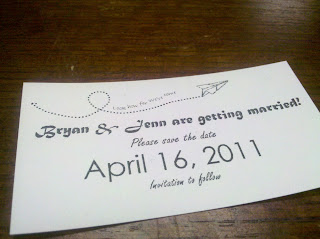 Bryan & Jenn are getting married!
Please save the date
April 16, 2011
Invitation to follow